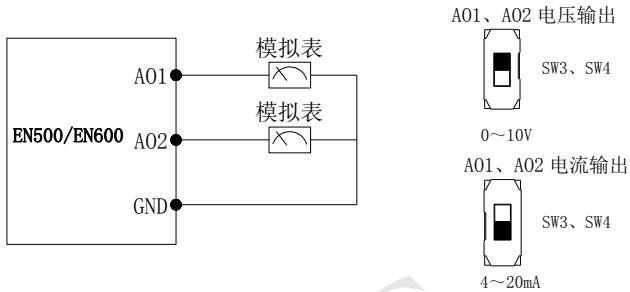 AO1、AO2 电压输出
模拟表
AO1
SW3、SW4
模拟表
EN500/EN600
AO2
0～10V
AO1、AO2 电流输出
GND
SW3、SW4
4～20mA